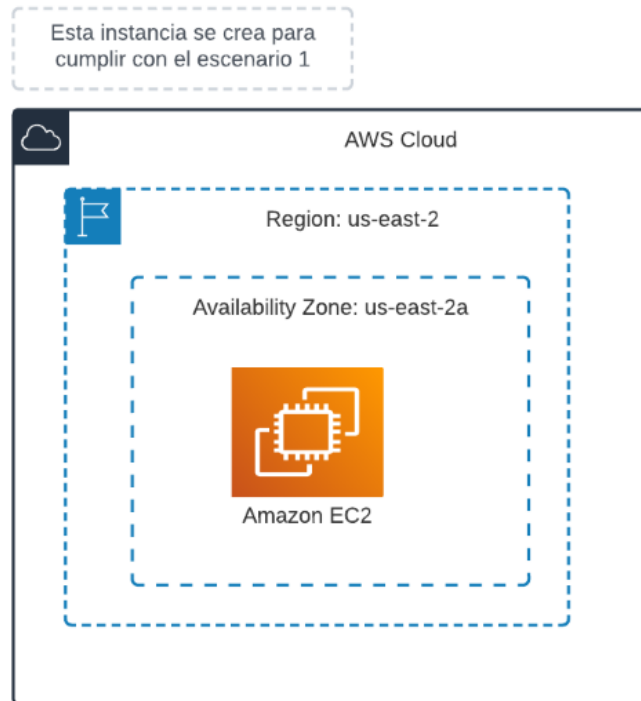 Esta instancia se crea para
cumplir con el escenario 1
AWS Cloud
Region: us-east-2
Availability Zone: us-east-2a
Amazon EC2